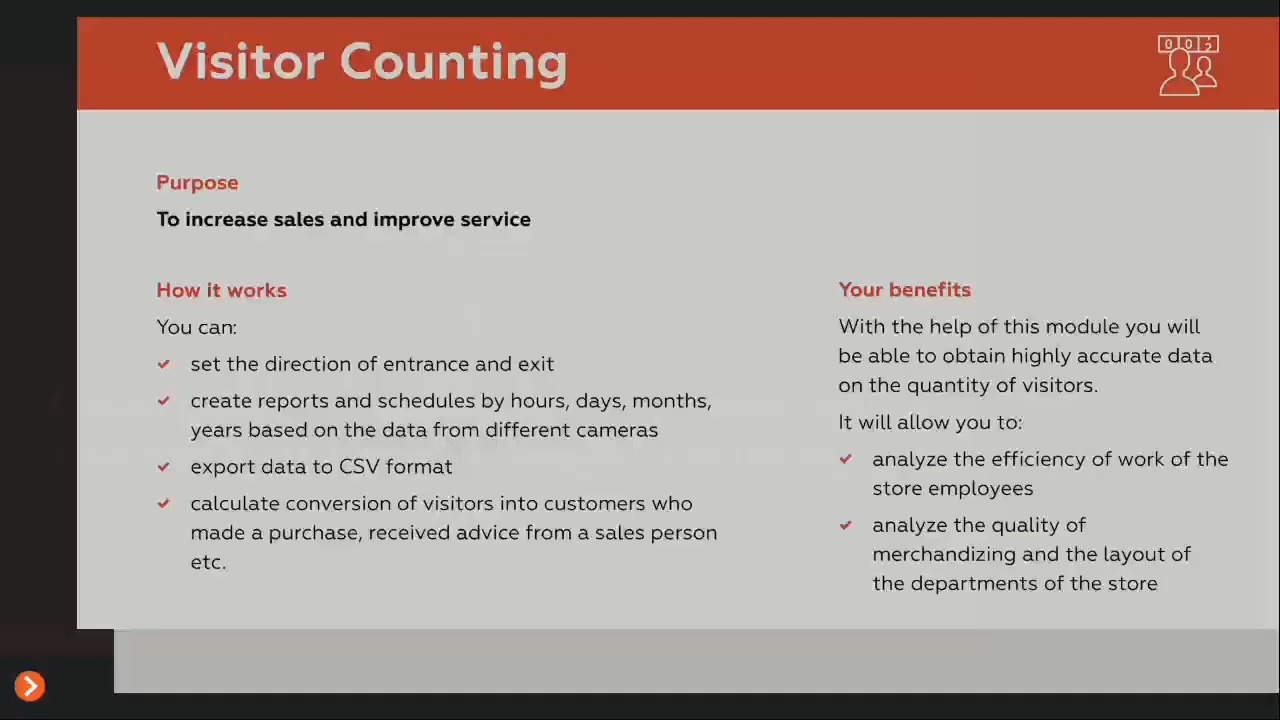 Visitor Counting
Purpose
To increase sales and improve service
How it works
You can:
set the direction of entrance and exit
create reports and schedules by hours, days, months,
years based on the data from different cameras
export data to CSV format
calculate conversion of visitors into customers who
made a purchase, received advice from a sales person
etc.
Your benefits
With the help of this module you will
be able to obtain highly accurate data
on the quantity of visitors.
It will allow you to:
analyze the efficiency of work of the
store employees
analyze the quality of
merchandizing and the layout of
the departments of the store